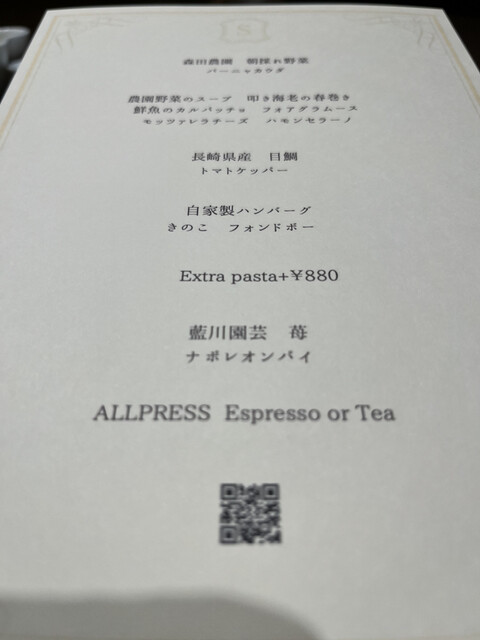 S
森田農園 朝採れ野菜
バーニャカウダ
農園野菜のスープ 叩き海老の春巻き
鮮魚のカルパッチョ フォアグラムース
モッツァレラチーズ ハモンセラーノ
長崎県産 目鯛
トマトケッパー
自家製ハンバーグ
きのこ フォンドボー
Extra pasta+¥880
藍川園芸 苺
ナポレオンパイ
ALLPRESS Espresso or Tea